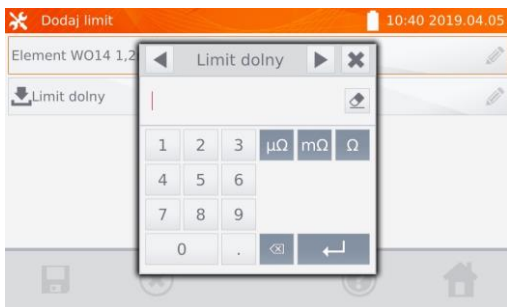 Dodaj limit 10:40 2019.04.05
Element WO14 1,2
Limit dolny
Limit dolny
1 2 3 µΩ mΩ Ω
4 5 6
7 8 9
0 .